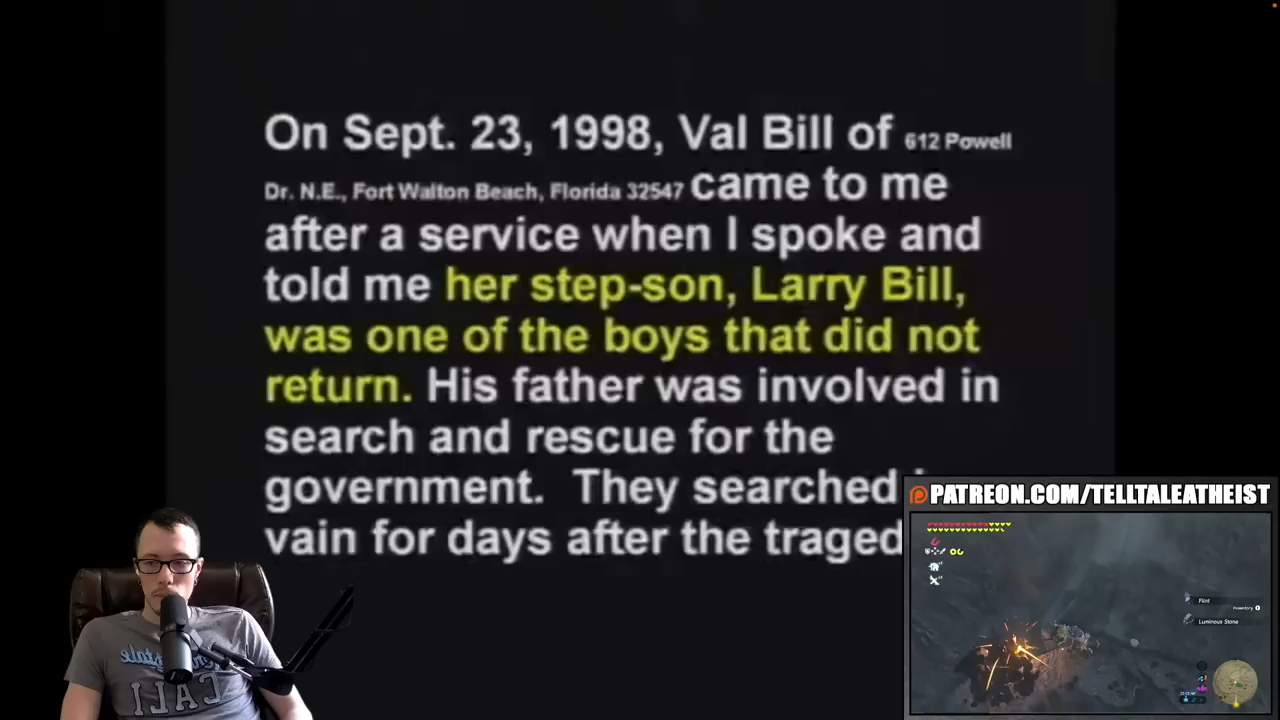 On Sept. 23, 1998, Val Bill of 612 Powell
Dr. N.E., Fort Walton Beach, Florida 32547 came to me
after a service when I spoke and
told me her step-son, Larry Bill,
was one of the boys that did not
return. His father was involved in
search and rescue for the
government. They searched
vain for days after the traged
PATREON.COM/TELLTALEATHEIST
Flint
Inventory
Luminous Stone
CALI